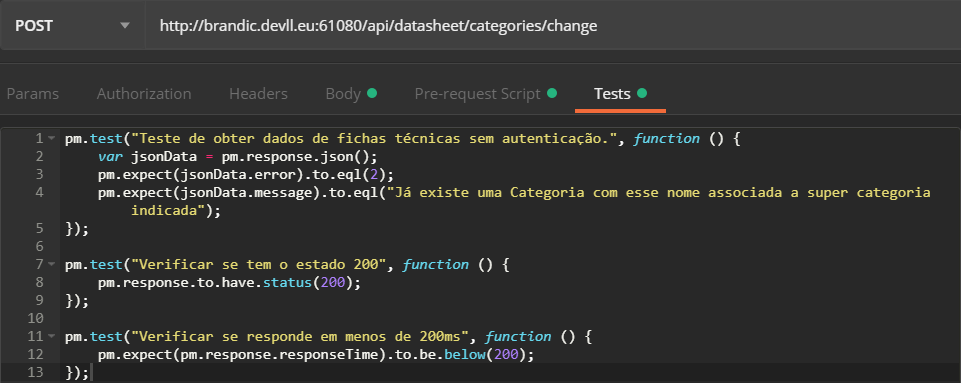 POST http://brandic.devll.eu:61080/api/datasheet/categories/change
Params Authorization Headers Body Pre-request Script Tests
1 pm.test("Teste de obter dados de fichas técnicas sem autenticação.", function () {
2 var jsonData = pm.response.json();
3 pm.expect(jsonData.error).to.eql(2);
4 pm.expect(jsonData.message).to.eql("Já existe uma Categoria com esse nome associada a super categoria
indicada");
5 });
6
7 pm.test("Verificar se tem o estado 200", function () {
8 pm.response.to.have.status(200);
9 });
10
11 pm.test("Verificar se responde em menos de 200ms", function () {
12 pm.expect(pm.response.responseTime).to.be.below(200);
13 });